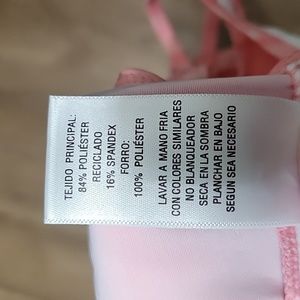 TEJIDO PRINCIPAL:
84% POLIÉSTER
RECICLADO
16% SPANDEX
FORRO:
100% POLIÉSTER
LAVAR A MANO FRIA
CON COLORES SIMILARES
NO BLANQUEADOR
SECA EN LA SOMBRA
PLANCHAR EN BAJO
SEGUN SEA NECESARIO